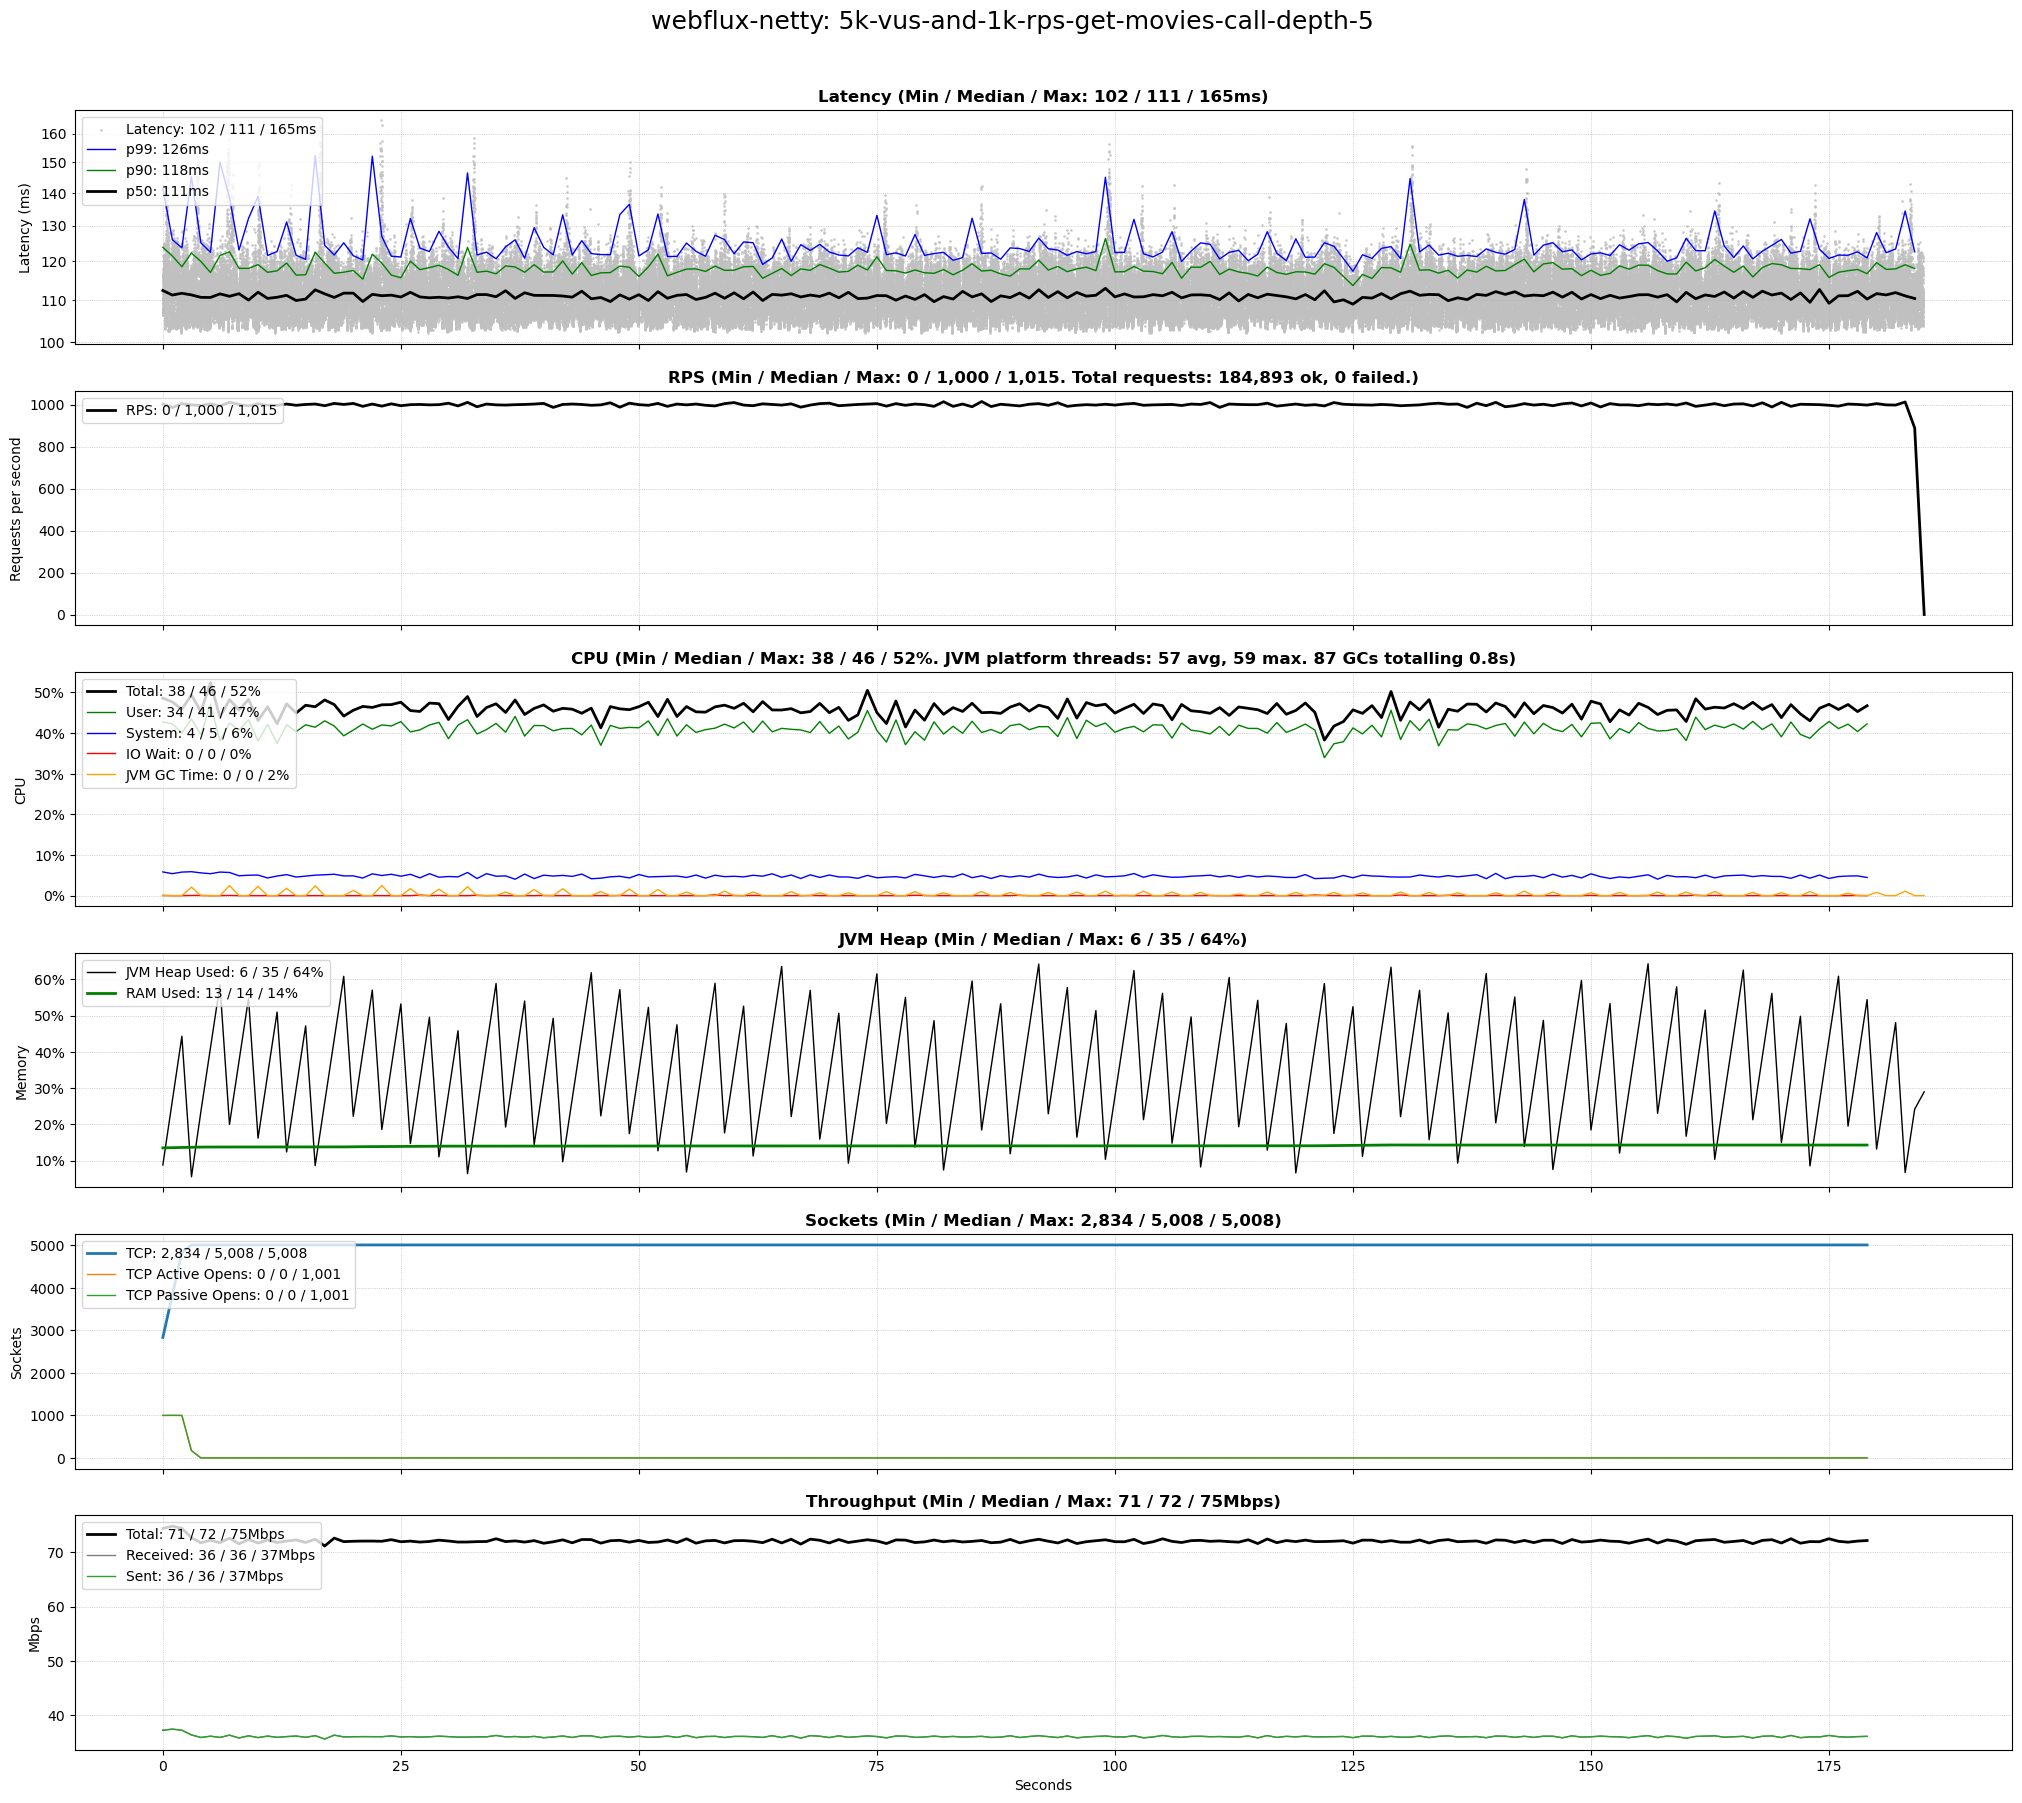 webflux-netty: 5k-vus-and-1k-rps-get-movies-call-depth-5
Latency (Min / Median / Max: 102 / 111 / 165ms)
Latency: 102 / 111 / 165ms
p99: 126ms
p90: 118ms
p50: 111ms
Latency (ms)
160
150
140
130
120
110
100
RPS (Min / Median / Max: 0 / 1,000 / 1,015. Total requests: 184,893 ok, 0 failed.)
RPS: 0 / 1,000 / 1,015
Requests per second
1000
800
600
400
200
0
CPU (Min / Median / Max: 38 / 46 / 52%. JVM platform threads: 57 avg, 59 max. 87 GCs totalling 0.8s)
Total: 38 / 46 / 52%
User: 34 / 41 / 47%
System: 4 / 5 / 6%
IO Wait: 0 / 0 / 0%
JVM GC Time: 0 / 0 / 2%
CPU
50%
40%
30%
20%
10%
0%
JVM Heap (Min / Median / Max: 6 / 35 / 64%)
JVM Heap Used: 6 / 35 / 64%
RAM Used: 13 / 14 / 14%
Memory
60%
50%
40%
30%
20%
10%
Sockets (Min / Median / Max: 2,834 / 5,008 / 5,008)
TCP: 2,834 / 5,008 / 5,008
TCP Active Opens: 0 / 0 / 1,001
TCP Passive Opens: 0 / 0 / 1,001
Sockets
5000
4000
3000
2000
1000
0
Throughput (Min / Median / Max: 71 / 72 / 75Mbps)
Total: 71 / 72 / 75Mbps
Received: 36 / 36 / 37Mbps
Sent: 36 / 36 / 37Mbps
Mbps
70
60
50
40
0 25 50 75 100 125 150 175
Seconds